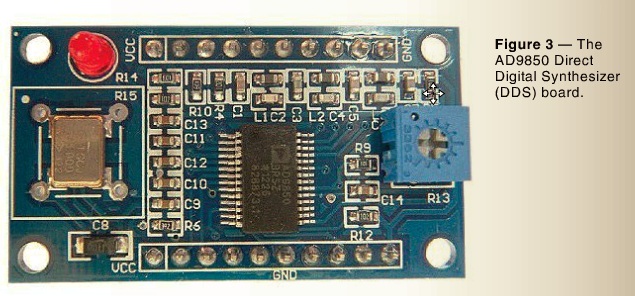 VCC
GND
R14
R15
R10
R4
C1
L1
C2
C3
L2
C4
C5
C13
C11
C12
C10
C9
R6
R9
C14
R13
R12
C8
VCC
GND
Figure 3 — The
AD9850 Direct
Digital Synthesizer
(DDS) board.